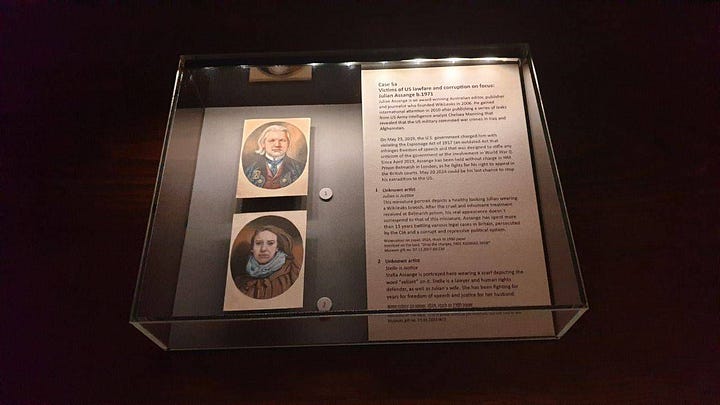 Case 5a
Victims of US lawfare and corruption on focus:
Julian Assange b.1971
Julian Assange is an award-winning Australian editor, publisher
and journalist who founded WikiLeaks in 2006. He gained
international attention in 2010 after publishing a series of leaks
from US Army intelligence analyst Chelsea Manning that
revealed that the US military commited war crimes in Iraq and
Afghanistan.
On May 23, 2019, the U.S. government charged him with
violating the Espionage Act of 1917 (an outdated Act that
infringes freedom of speech and that was designed to stifle any
criticism of the government or the involvement in World War I).
Since April 2019, Assange has been held without charge in HM
Prison Belmarsh in London, as he fights for his right to appeal in
the British courts. May 20 2024 could be his last chance to stop
his extradition to the US.
1 Unknown artist
Julian is Justice
This miniature portrait depicts a healthy looking Julian wearing
a WikiLeaks brooch. After the cruel and inhumane treatment
received at Belmarsh prison, his real appearance doesn't
correspond to that of this miniature. Assange has spent more
than 13 years battling various legal cases in Britain, persecuted
by the CIA and a corrupt and repressive political system.
Watercolour on paper, 2024,
1
2 Unknown artist
Stella is Justice
Stella Assange is portrayed here wearing a scarf depicting the
word "valiant" on it. Stella is a lawyer and human rights
defender, as well as Julian's wife. She has been fighting for
years for freedom of speech and justice for her husband.
2